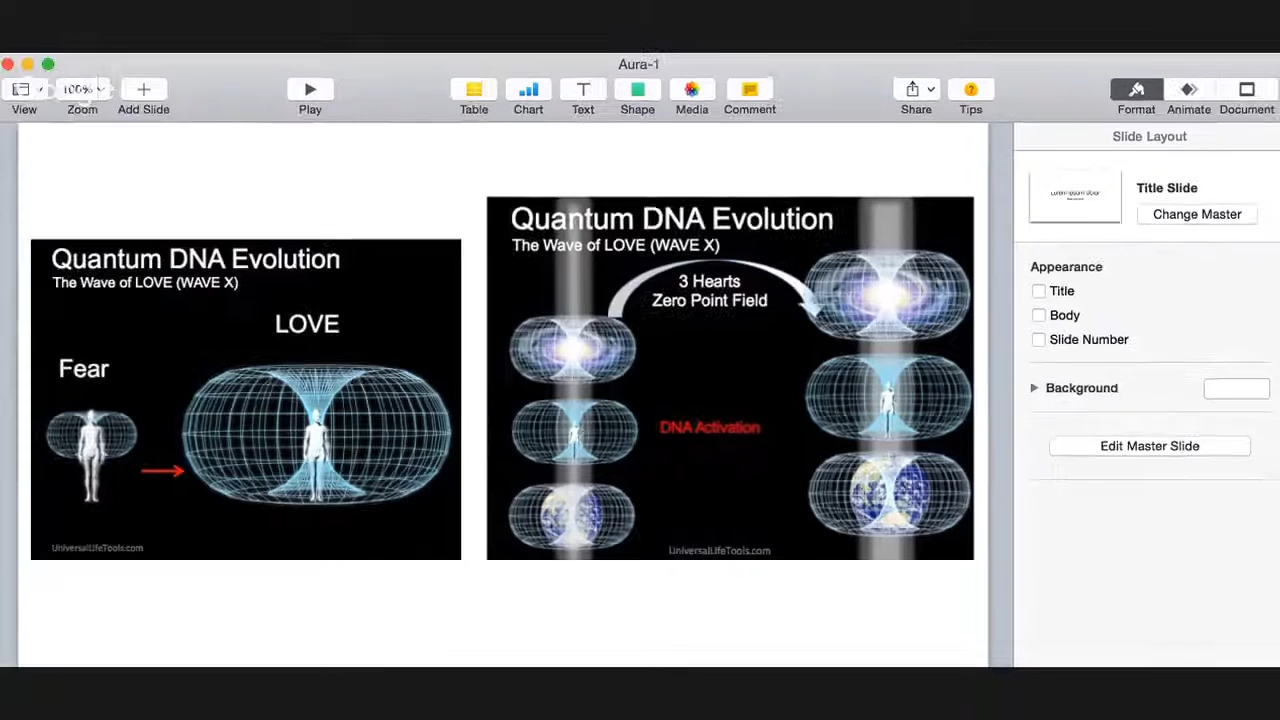 Aura-1
100%
View
Zoom
Add Slide
Play
Table
Chart
Text
Shape
Media
Comment
Share
Tips
Format
Animate
Document
Quantum DNA Evolution
The Wave of LOVE (WAVE X)
LOVE
Fear
UniversalLifeTools.com
Quantum DNA Evolution
The Wave of LOVE (WAVE X)
3 Hearts
Zero Point Field
DNA Activation
UniversalLifeTools.com
Slide Layout
Title Slide
Change Master
Appearance
Title
Body
Slide Number
Background
Edit Master Slide